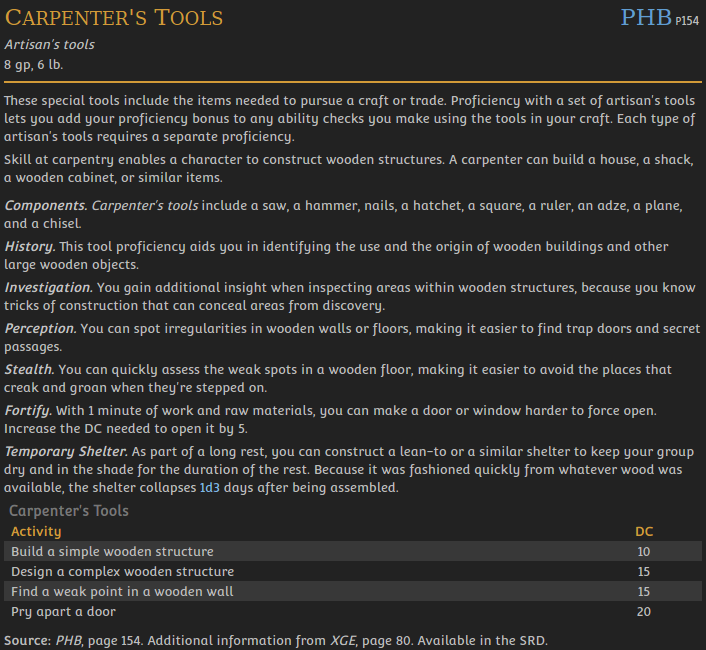 Carpenter's Tools PHB P154
Artisan's tools
8 gp, 6 lb.
These special tools include the items needed to pursue a craft or trade. Proficiency with a set of artisan's tools
lets you add your proficiency bonus to any ability checks you make using the tools in your craft. Each type of
artisan's tools requires a separate proficiency.
Skill at carpentry enables a character to construct wooden structures. A carpenter can build a house, a shack,
a wooden cabinet, or similar items.
Components. Carpenter's tools include a saw, a hammer, nails, a hatchet, a square, a ruler, an adze, a plane,
and a chisel.
History. This tool proficiency aids you in identifying the use and the origin of wooden buildings and other
large wooden objects.
Investigation. You gain additional insight when inspecting areas within wooden structures, because you know
tricks of construction that can conceal areas from discovery.
Perception. You can spot irregularities in wooden walls or floors, making it easier to find trap doors and secret
passages.
Stealth. You can quickly assess the weak spots in a wooden floor, making it easier to avoid the places that
creak and groan when they're stepped on.
Fortify. With 1 minute of work and raw materials, you can make a door or window harder to force open.
Increase the DC needed to open it by 5.
Temporary Shelter. As part of a long rest, you can construct a lean-to or a similar shelter to keep your group
dry and in the shade for the duration of the rest. Because it was fashioned quickly from whatever wood was
available, the shelter collapses 1d3 days after being assembled.
Carpenter's Tools
Activity DC
Build a simple wooden structure 10
Design a complex wooden structure 15
Find a weak point in a wooden wall 15
Pry apart a door 20
Source: PHB, page 154. Additional information from XGE, page 80. Available in the SRD.